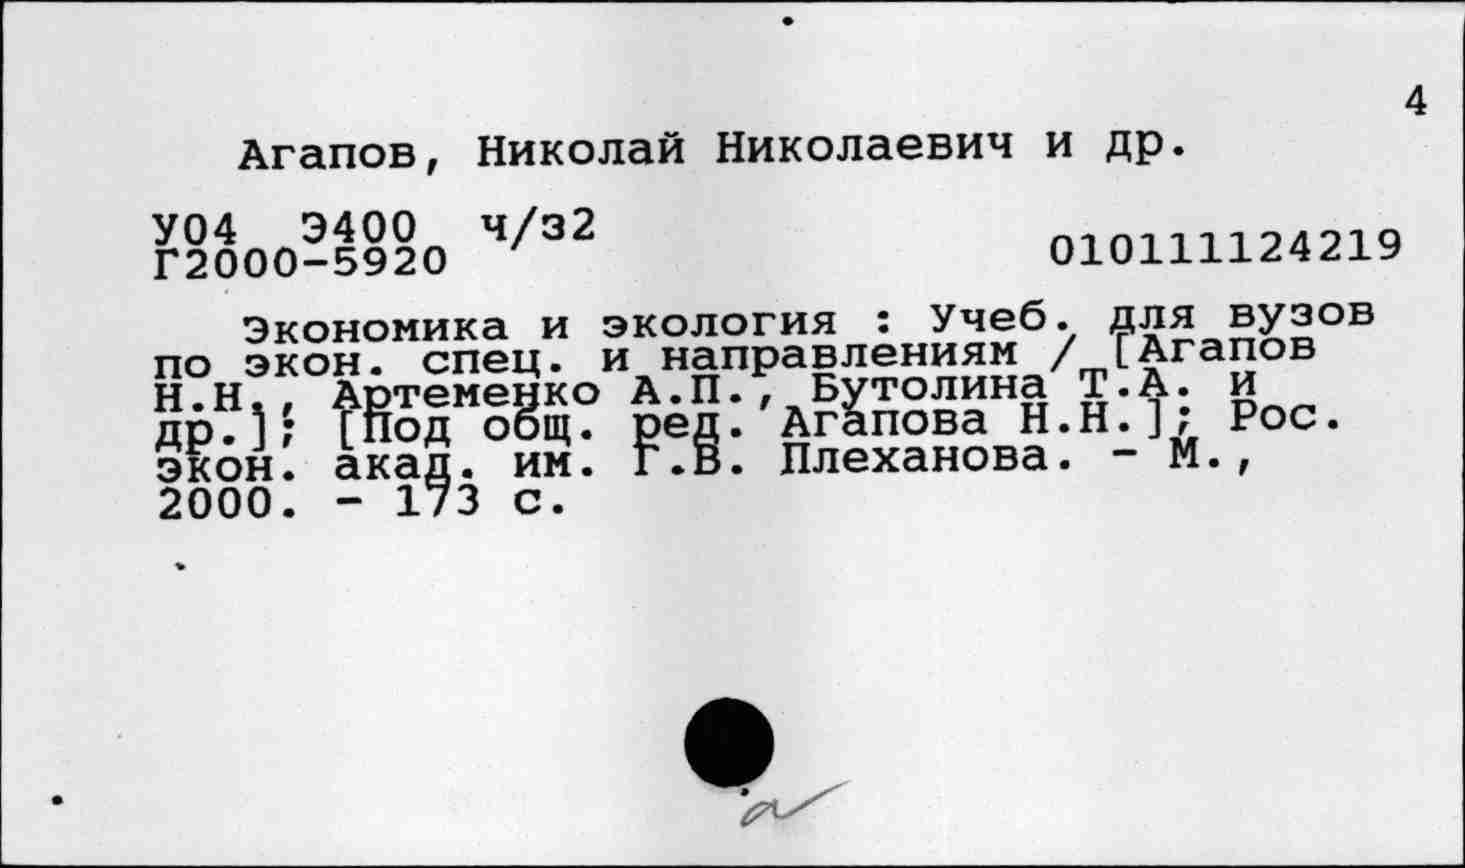 4
Агапов, Николай Николаевич и др.
У04 Э400 ч/з2
Г2000-5920
010111124219
Экономика и экология : Учеб. для вузов
по экон. спец. и направлениям / [Агапов
Н.Н., Артеменко А.П., Бутолина Т.А. и
др.]; [Под общ. ред. Агапова Н.Н.]; Рос.
экон. акад. им. Г.В. Плеханова. - М.,
2000. - 173 с.